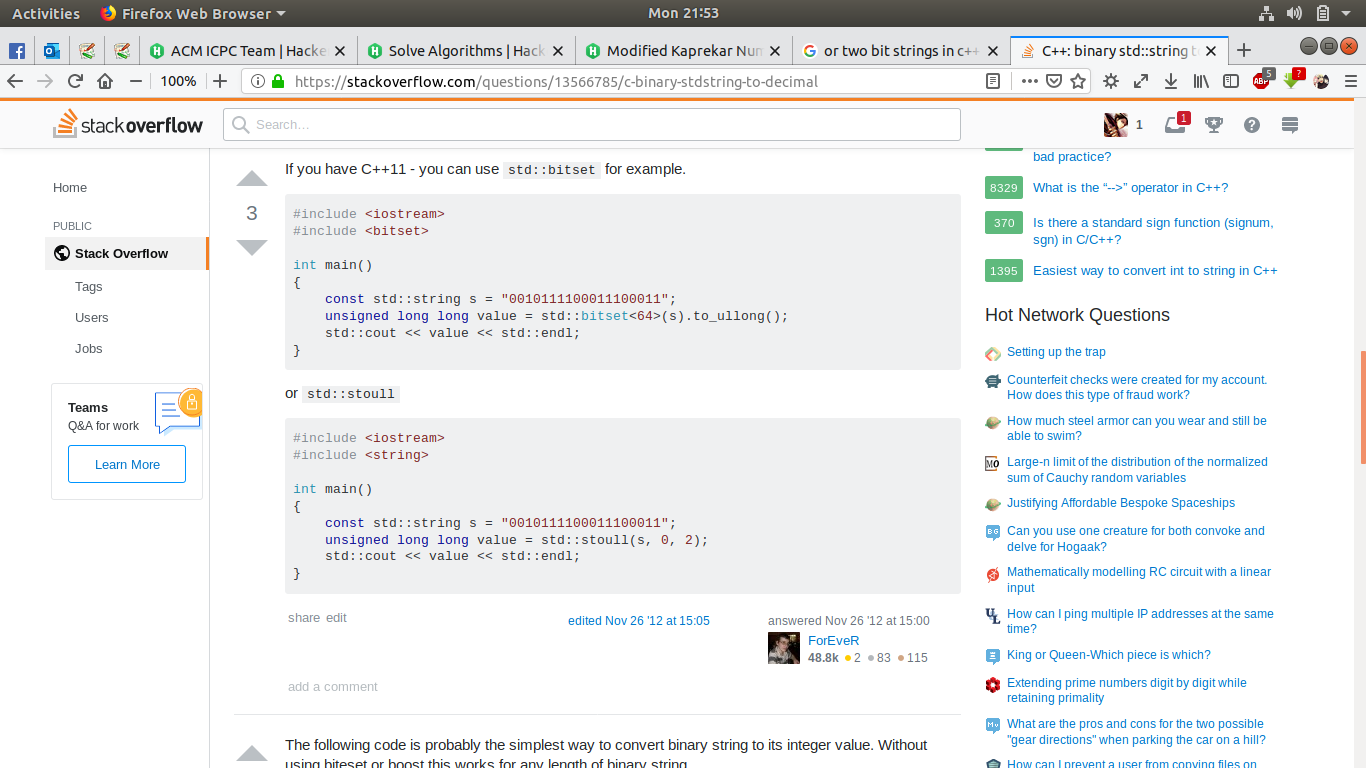 Activities Firefox Web Browser Mon 21:53
ACM ICPC Team | Hacke
Solve Algorithms | Hack
Modified Kaprekar Num
or two bit strings in c++
C++: binary std::string t
100%
https://stackoverflow.com/questions/13566785/c-binary-stdstring-to-decimal
ABP 5 ?
stackoverflow
Search…
1 1
Home
PUBLIC
Stack Overflow
Tags
Users
Jobs
Teams
Q&A for work
Learn More
If you have C++11 - you can use std::bitset for example.
3
#include <iostream>
#include <bitset>
int main()
{
const std::string s = "0010111100011100011";
unsigned long long value = std::bitset<64>(s).to_ullong();
std::cout << value << std::endl;
}
or std::stoull
#include <iostream>
#include <string>
int main()
{
const std::string s = "0010111100011100011";
unsigned long long value = std::stoull(s, 0, 2);
std::cout << value << std::endl;
}
share edit
edited Nov 26 '12 at 15:05
answered Nov 26 '12 at 15:00
ForEveR
48.8k 2 83 115
add a comment
The following code is probably the simplest way to convert binary string to its integer value. Without
using biteset or boost this works for any length of binary string.
bad practice?
8329 What is the “-->” operator in C++?
370 Is there a standard sign function (signum,
sgn) in C/C++?
1395 Easiest way to convert int to string in C++
Hot Network Questions
Setting up the trap
Counterfeit checks were created for my account.
How does this type of fraud work?
How much steel armor can you wear and still be
able to swim?
MO Large-n limit of the distribution of the normalized
sum of Cauchy random variables
Justifying Affordable Bespoke Spaceships
BG Can you use one creature for both convoke and
delve for Hogaak?
Mathematically modelling RC circuit with a linear
input
UL How can I ping multiple IP addresses at the same
time?
King or Queen-Which piece is which?
Extending prime numbers digit by digit while
retaining primality
Mv What are the pros and cons for the two possible
"gear directions" when parking the car on a hill?
How can I prevent a user from copying files on